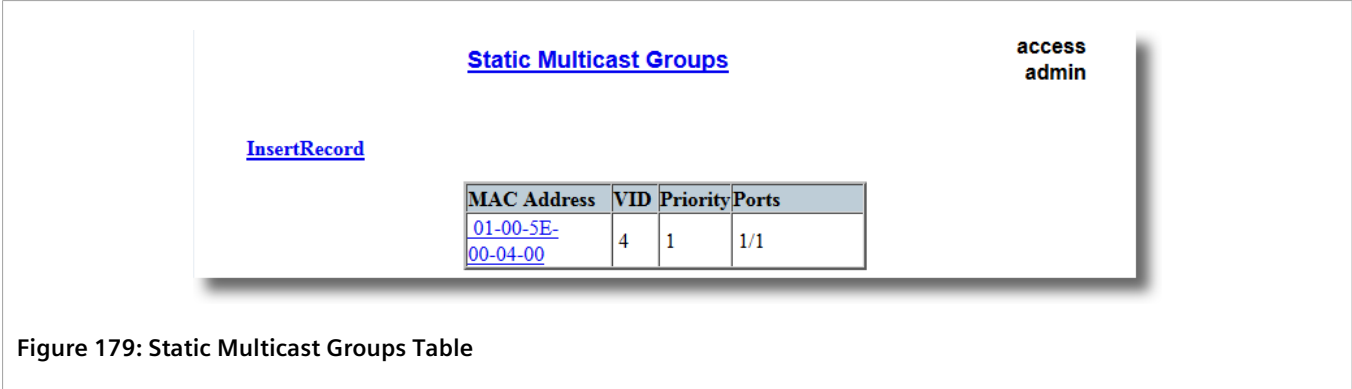 Static Multicast Groups
access
admin
InsertRecord
MAC Address VID Priority Ports
01-00-5E-
00-04-00 4 1 1/1
Figure 179: Static Multicast Groups Table